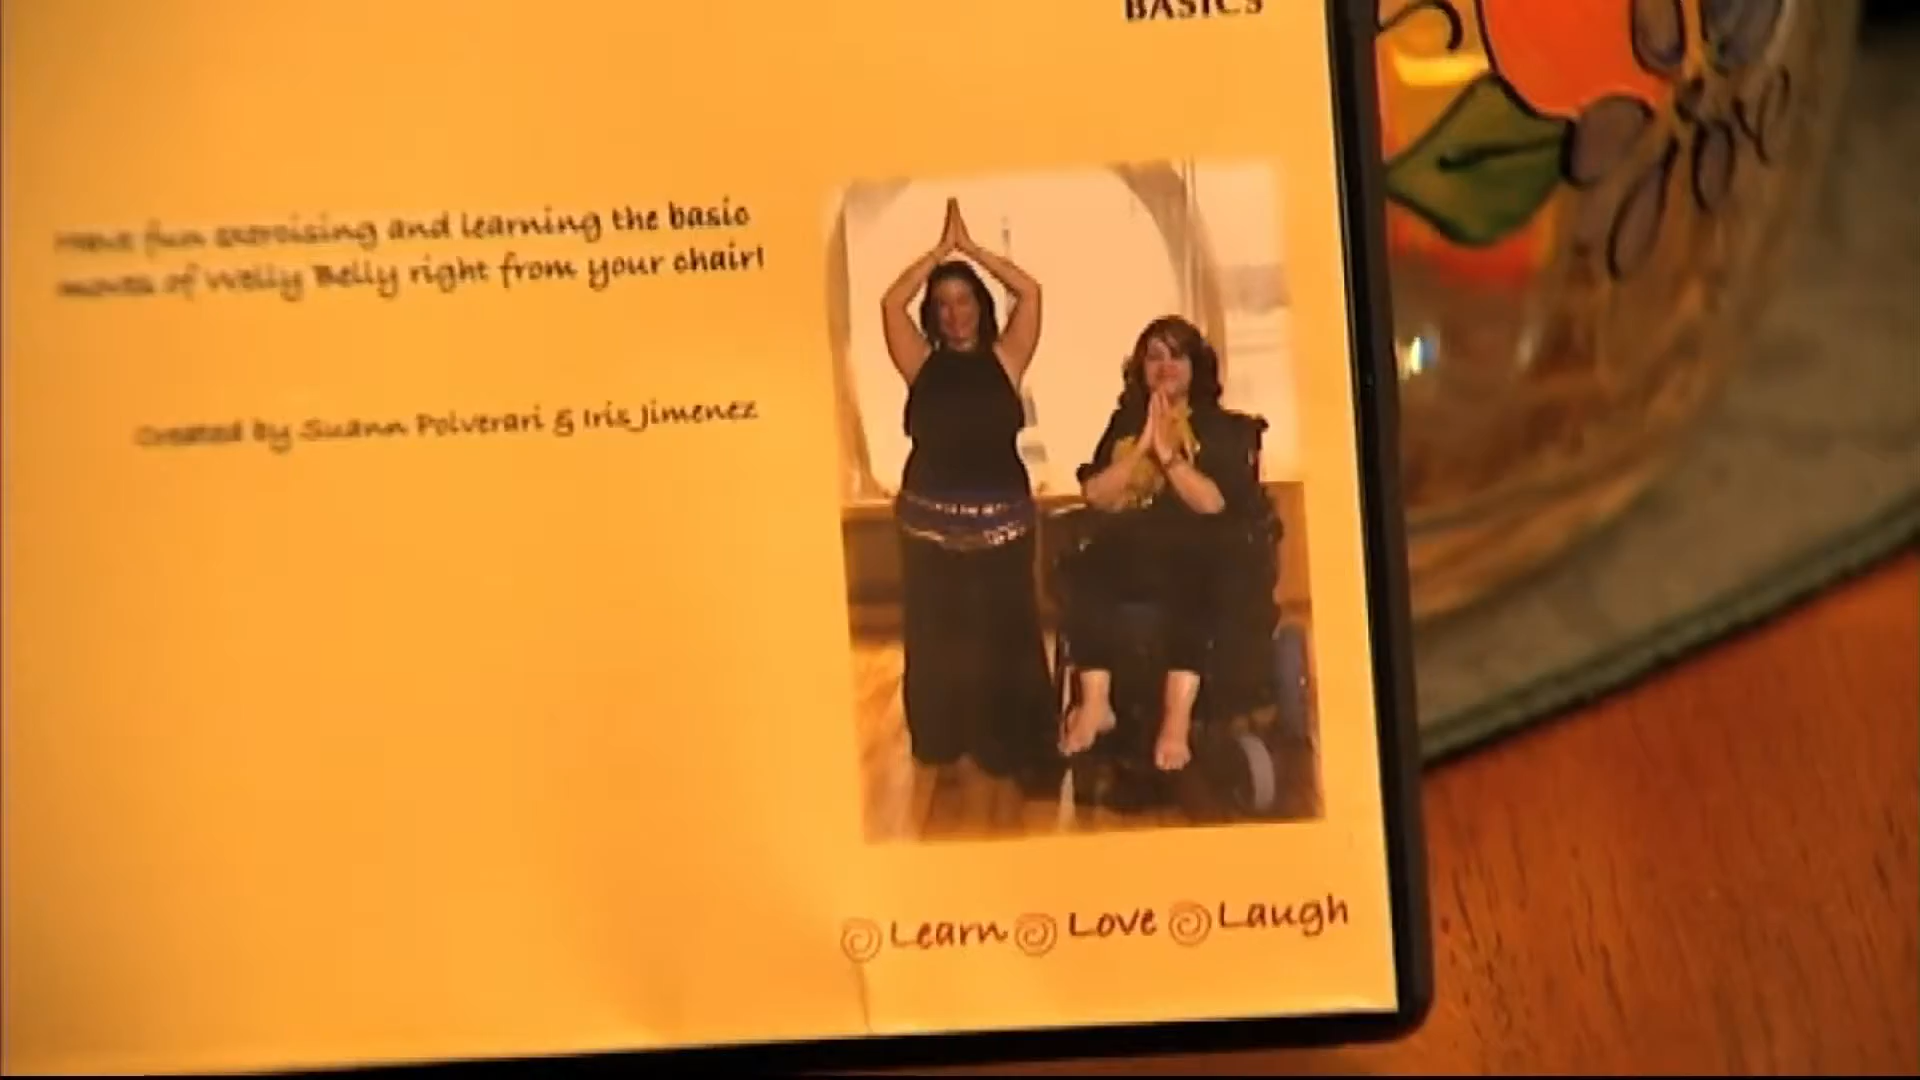 BASICS
Have fun exercising and learning the basic
moves of Welly Belly right from your chair!
Created by Suann Polverari & Iris Jimenez
Learn Love Laugh